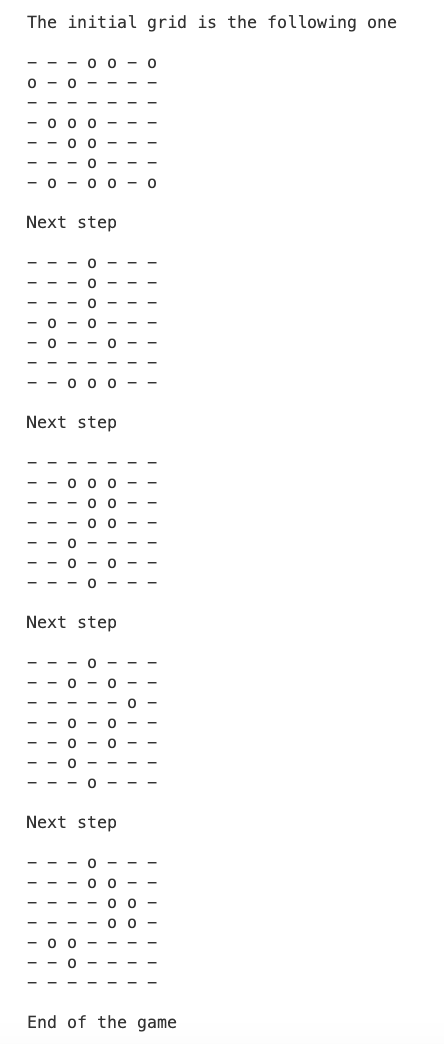 The initial grid is the following one
- - - o o - o
o - o - - - -
- - - - - - -
- o o o - - -
- - o o - - -
- - - o - - -
- o - o o - o
Next step
- - - o - - -
- - - o - - -
- - - o - - -
- o - o - - -
- o - - o - -
- - - - - - -
- - o o o - -
Next step
- - - - - - -
- - o o o - -
- - - o o - -
- - - o o - -
- - o - - - -
- - o - o - -
- - - o - - -
Next step
- - - o - - -
- - o - o - -
- - - - - o -
- - o - o - -
- - o - o - -
- - o - - - -
- - - o - - -
Next step
- - - o - - -
- - - o o - -
- - - - o o -
- - - - o o -
- o o - - - -
- - o - - - -
- - - - - - -
End of the game